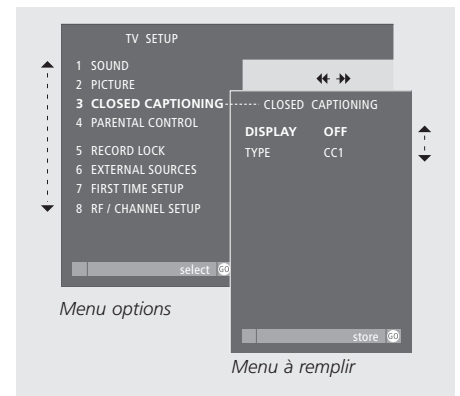 TV SETUP
1 SOUND
2 PICTURE
3 CLOSED CAPTIONING
4 PARENTAL CONTROL
5 RECORD LOCK
6 EXTERNAL SOURCES
7 FIRST TIME SETUP
8 RF / CHANNEL SETUP
select GO
Menu options
CLOSED CAPTIONING
DISPLAY OFF
TYPE CC1
store GO
Menu à remplir